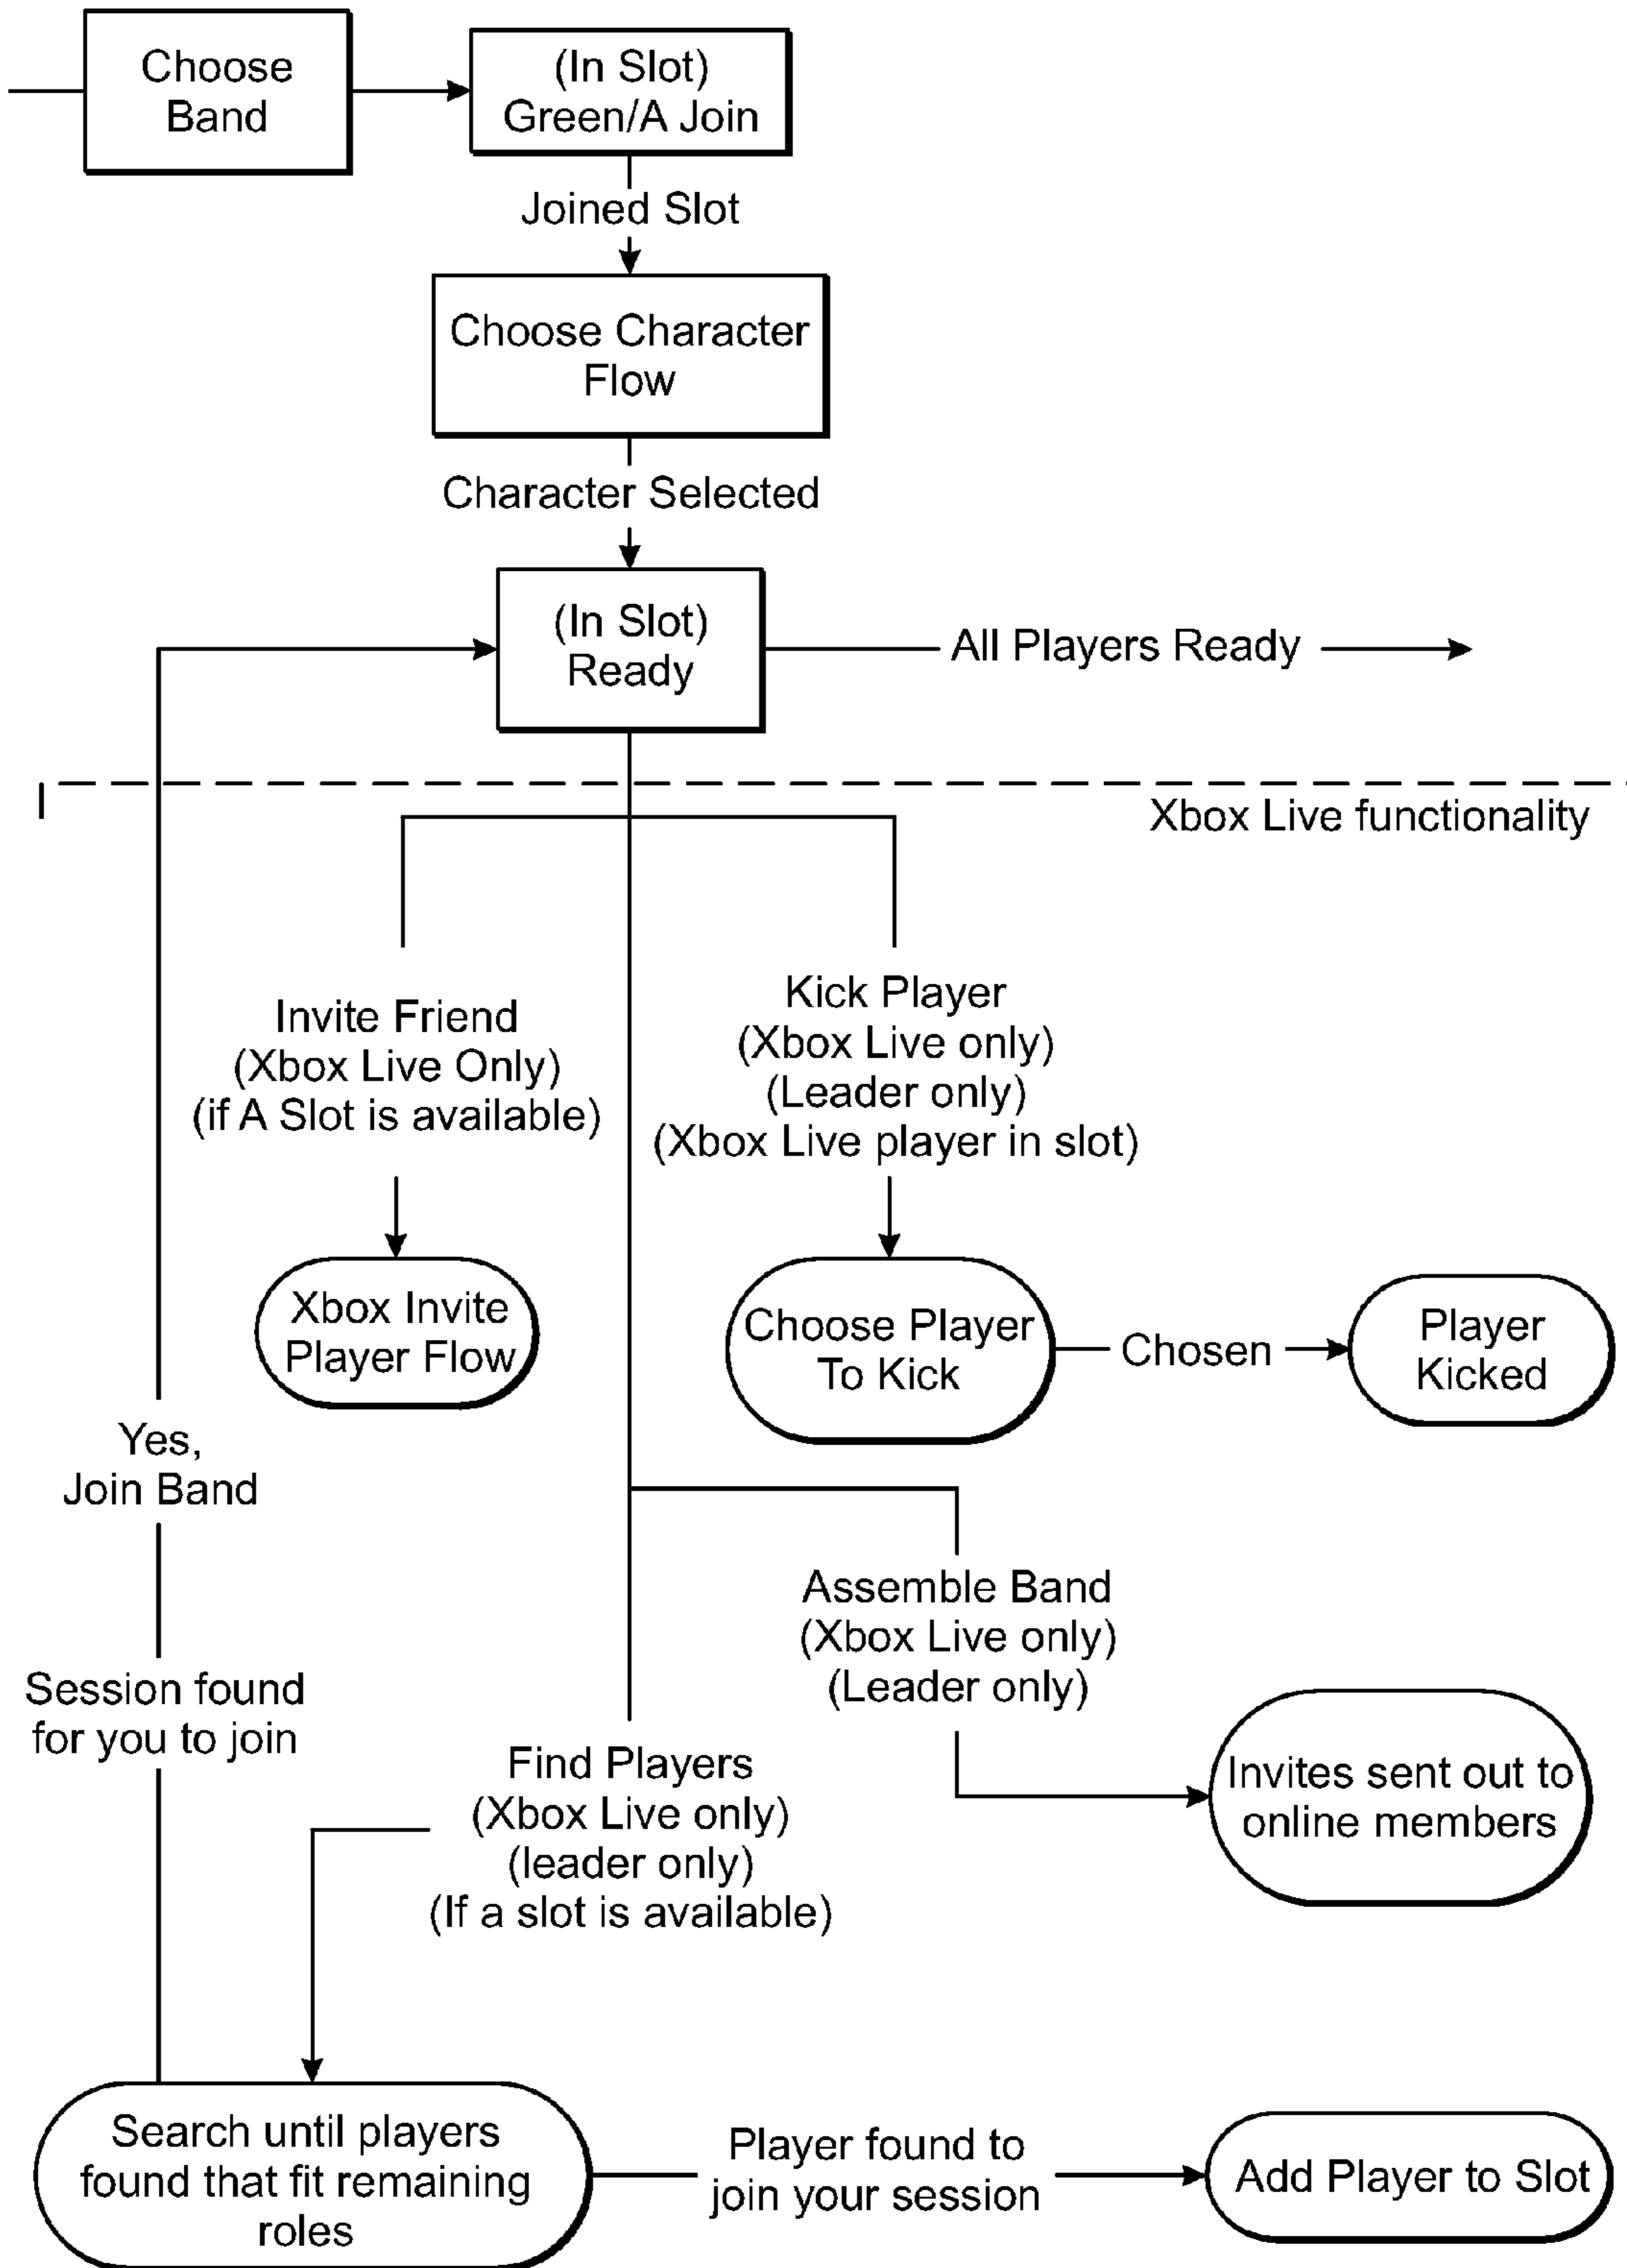 Choose
Band
(In Slot)
Green/A Join
Joined Slot
Choose Character
Flow
Character Selected
(In Slot)
Ready
All Players Ready
Xbox Live functionality
Invite Friend
(Xbox Live Only)
(if A Slot is available)
Kick Player
(Xbox Live only)
(Leader only)
(Xbox Live player in slot)
Xbox Invite
Player Flow
Choose Player
To Kick
Chosen
Player
Kicked
Yes,
Join Band
Assemble Band
(Xbox Live only)
(Leader only)
Session found
for you to join
Invites sent out to
online members
Find Players
(Xbox Live only)
(leader only)
(If a slot is available)
Search until players
found that fit remaining
roles
Player found to
join your session
Add Player to Slot